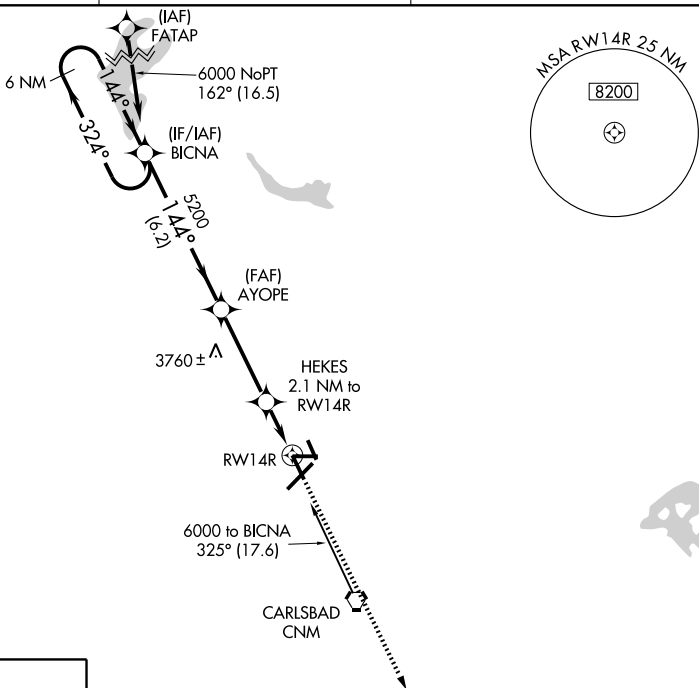 (IAF)
FATAP
6 NM
144°
6000 NoPT
162° (16.5)
324°
(IF/IAF)
BICNA
5200
144°
(6.2)
(FAF)
AYOPE
3760 ±
HEKES
2.1 NM to
RW14R
RW14R
6000 to BICNA
325° (17.6)
CARLSBAD
CNM
MSA RW14R 25 NM
8200